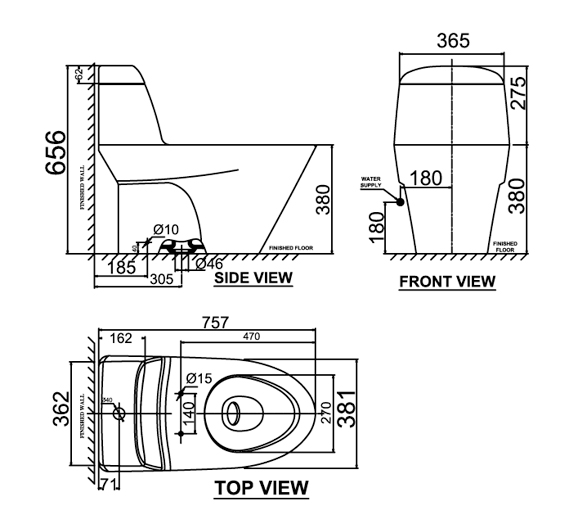 365
62
656
FINISHED WALL
275
WATER
SUPPLY
180
380
380
180
Ø10
40
FINISHED FLOOR
FINISHED
FLOOR
185
Ø46
305
SIDE VIEW
FRONT VIEW
757
162
470
Ø15
362
FINISHED WALL
Ø40
140
270
381
71
TOP VIEW